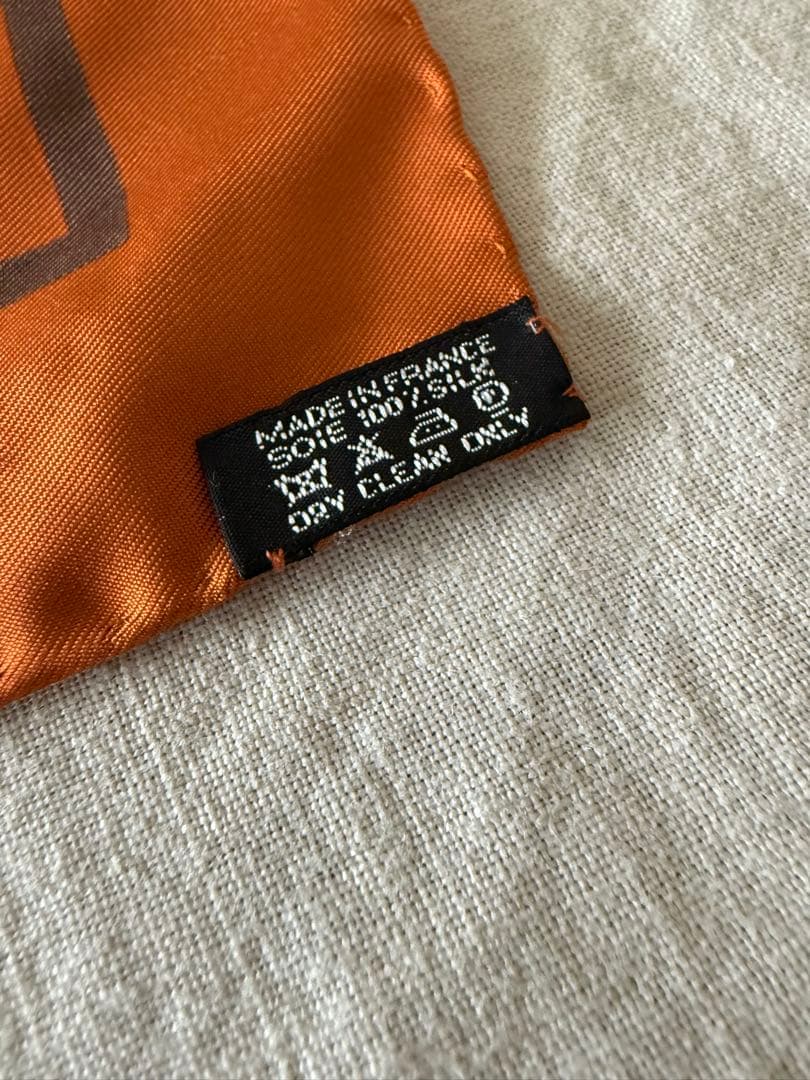 MADE IN FRANCE
SOIE 100% SILK
DRY CLEAN ONLY